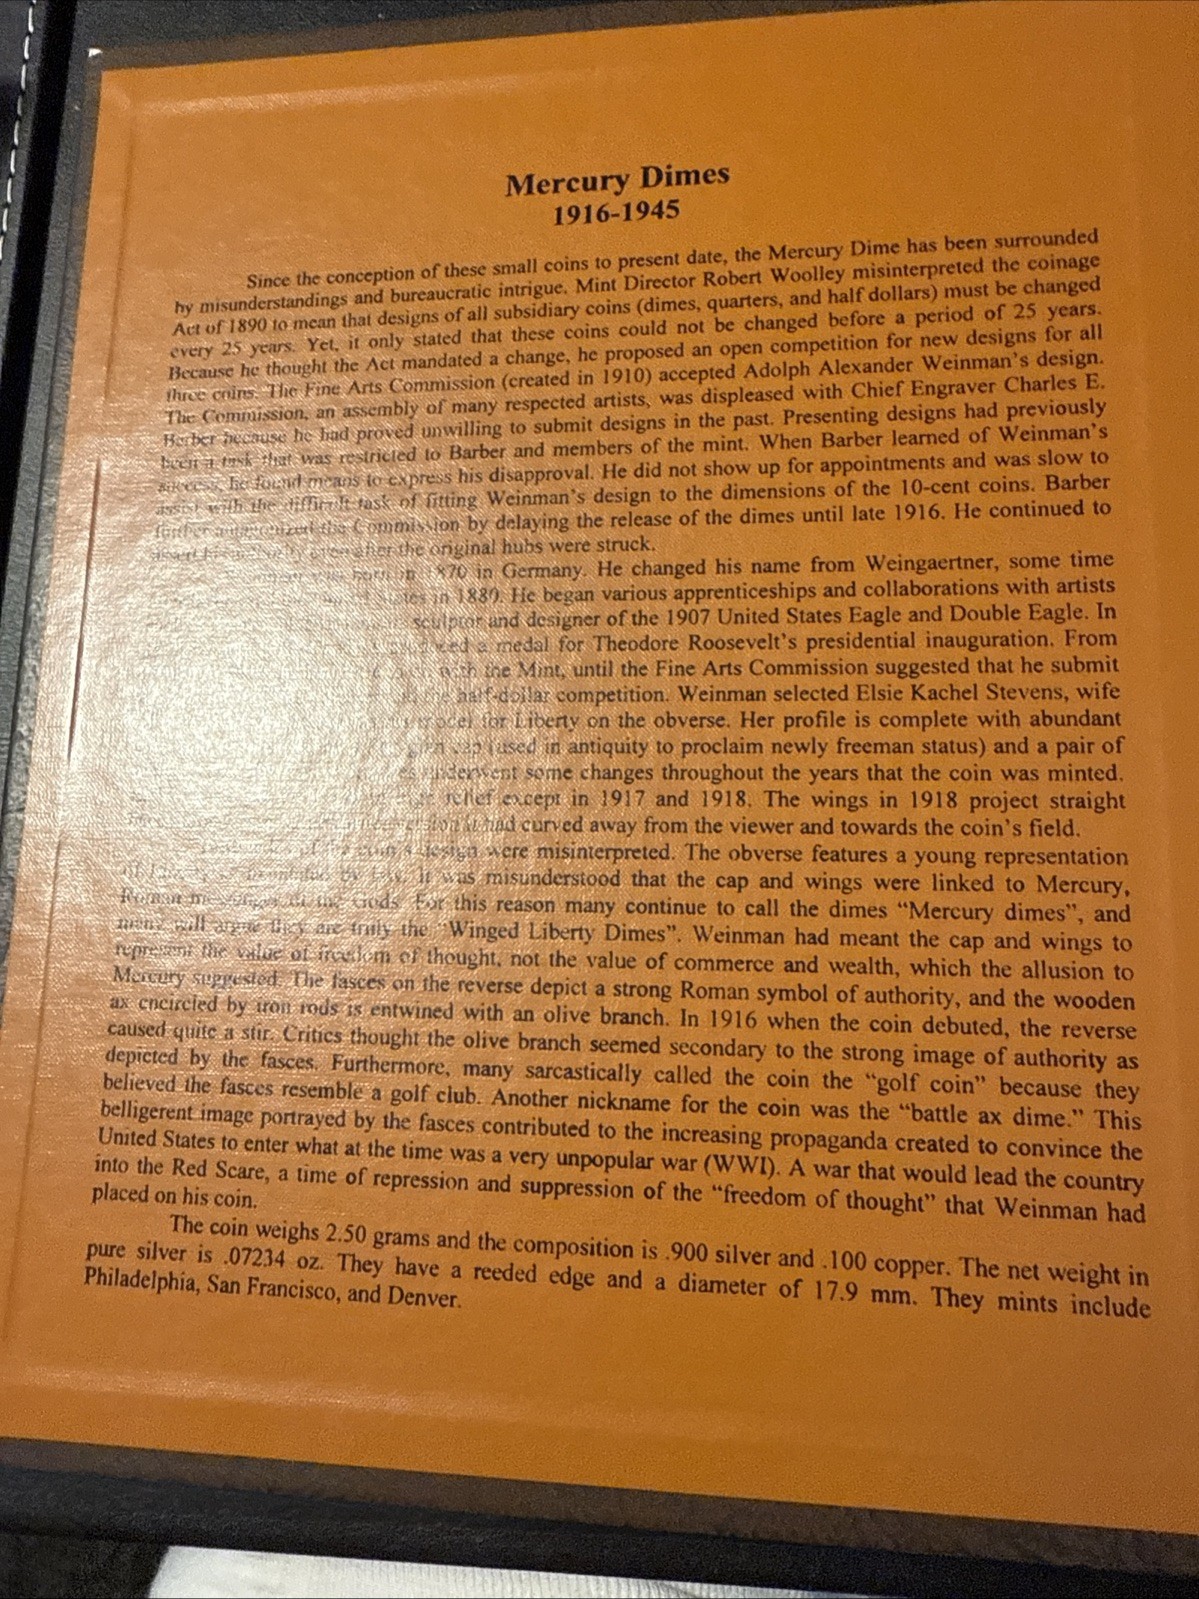 Mercury Dimes
1916-1945
Since the conception of these small coins to present date, the Mercury Dime has been surrounded
by misunderstandings and bureaucratic intrigue. Mint Director Robert Woolley misinterpreted the coinage
Act of 1890 to mean that designs of all subsidiary coins (dimes, quarters, and half dollars) must be changed
every 25 years. Yet, it only stated that these coins could not be changed before a period of 25 years.
Because he thought the Act mandated a change, he proposed an open competition for new designs for all
three coins. The Fine Arts Commission (created in 1910) accepted Adolph Alexander Weinman's design.
The Commission, an assembly of many respected artists, was displeased with Chief Engraver Charles E.
Barber because he had proved unwilling to submit designs in the past. Presenting designs had previously
been a task that was restricted to Barber and members of the mint. When Barber learned of Weinman's
success, he found means to express his disapproval. He did not show up for appointments and was slow to
assist with the difficult task of fitting Weinman's design to the dimensions of the 10-cent coins. Barber
further antagonized the Commission by delaying the release of the dimes until late 1916. He continued to
after the original hubs were struck.
born in 1870 in Germany. He changed his name from Weingaertner, some time
States in 1880. He began various apprenticeships and collaborations with artists
sculptor and designer of the 1907 United States Eagle and Double Eagle. In
a medal for Theodore Roosevelt's presidential inauguration. From
with the Mint, until the Fine Arts Commission suggested that he submit
the half-dollar competition. Weinman selected Elsie Kachel Stevens, wife
model for Liberty on the obverse. Her profile is complete with abundant
cap (used in antiquity to proclaim newly freeman status) and a pair of
underwent some changes throughout the years that the coin was minted.
relief except in 1917 and 1918. The wings in 1918 project straight
had curved away from the viewer and towards the coin's field.
of the coin's design were misinterpreted. The obverse features a young representation
of it was misunderstood that the cap and wings were linked to Mercury,
Roman messenger of the Gods. For this reason many continue to call the dimes "Mercury dimes", and
many will argue they are truly the "Winged Liberty Dimes". Weinman had meant the cap and wings to
represent the value of freedom of thought, not the value of commerce and wealth, which the allusion to
Mercury suggested. The fasces on the reverse depict a strong Roman symbol of authority, and the wooden
ax encircled by iron rods is entwined with an olive branch. In 1916 when the coin debuted, the reverse
caused quite a stir. Critics thought the olive branch seemed secondary to the strong image of authority as
depicted by the fasces. Furthermore, many sarcastically called the coin the "golf coin" because they
believed the fasces resemble a golf club. Another nickname for the coin was the "battle ax dime." This
belligerent image portrayed by the fasces contributed to the increasing propaganda created to convince the
United States to enter what at the time was a very unpopular war (WWI). A war that would lead the country
into the Red Scare, a time of repression and suppression of the "freedom of thought" that Weinman had
placed on his coin.
The coin weighs 2.50 grams and the composition is .900 silver and .100 copper. The net weight in
pure silver is .07234 oz. They have a reeded edge and a diameter of 17.9 mm. They mints include
Philadelphia, San Francisco, and Denver.